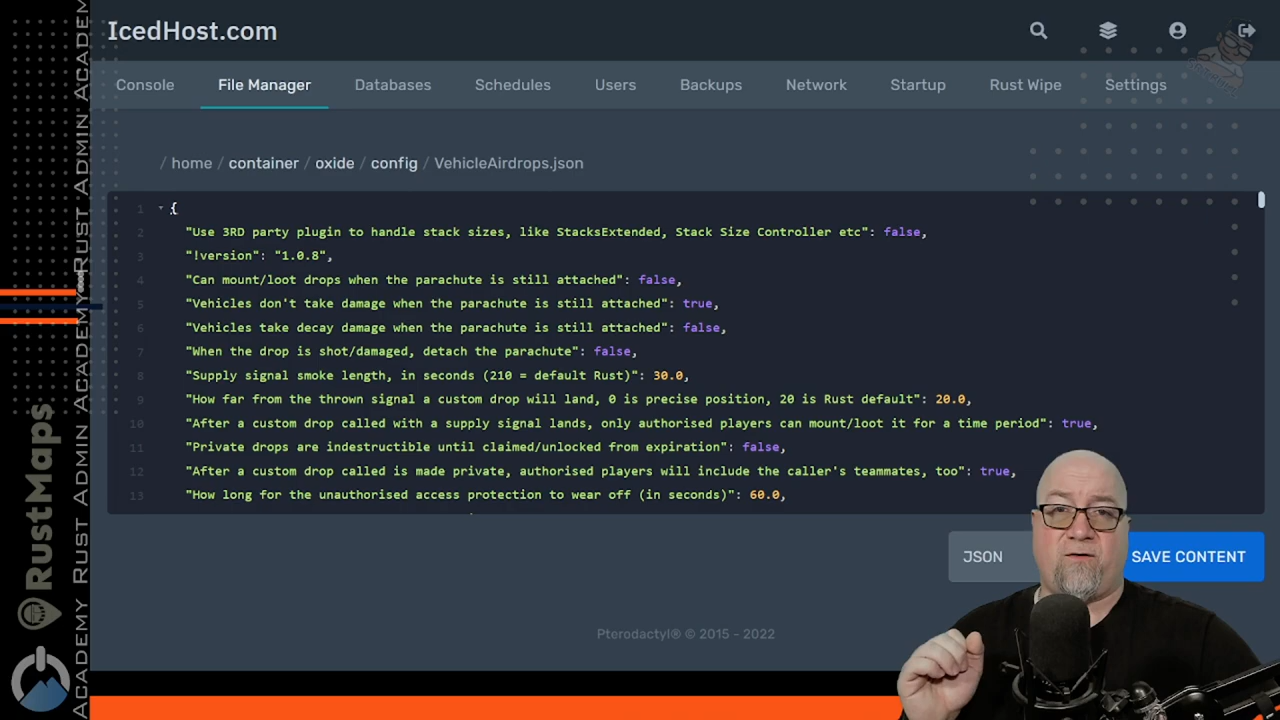 IcedHost.com
Console File Manager Databases Schedules Users Backups Network Startup Rust Wipe Settings
/ home / container / oxide / config / VehicleAirdrops.json
1 {
2 "Use 3RD party plugin to handle stack sizes, like StacksExtended, Stack Size Controller etc": false,
3 "!version": "1.0.8",
4 "Can mount/loot drops when the parachute is still attached": false,
5 "Vehicles don't take damage when the parachute is still attached": true,
6 "Vehicles take decay damage when the parachute is still attached": false,
7 "When the drop is shot/damaged, detach the parachute": false,
8 "Supply signal smoke length, in seconds (210 = default Rust)": 30.0,
9 "How far from the thrown signal a custom drop will land, 0 is precise position, 20 is Rust default": 20.0,
10 "After a custom drop called with a supply signal lands, only authorised players can mount/loot it for a time period": true,
11 "Private drops are indestructible until claimed/unlocked from expiration": false,
12 "After a custom drop called is made private, authorised players will include the caller's teammates, too": true,
13 "How long for the unauthorised access protection to wear off (in seconds)": 60.0,
JSON
SAVE CONTENT
Pterodactyl® © 2015 - 2022
RustMaps
ACADEMY RUST ADMIN ACADEMY RUST ADMIN ACADEM